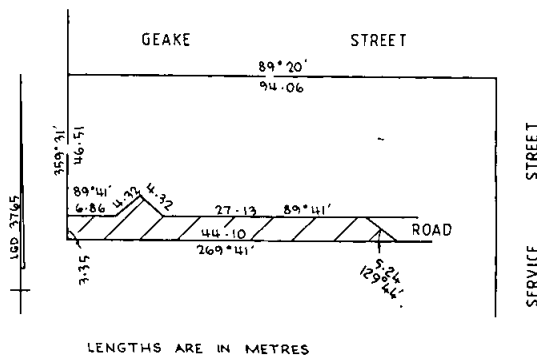 GEAKE STREET
89°20'
94.06
359°31'
46.51
LGD 3765
89°41'
6.86
4.32
4.32
27.13 89°41'
44.10
269°41'
ROAD
3.35
5.24
129°44'
SERVICE STREET
LENGTHS ARE IN METRES